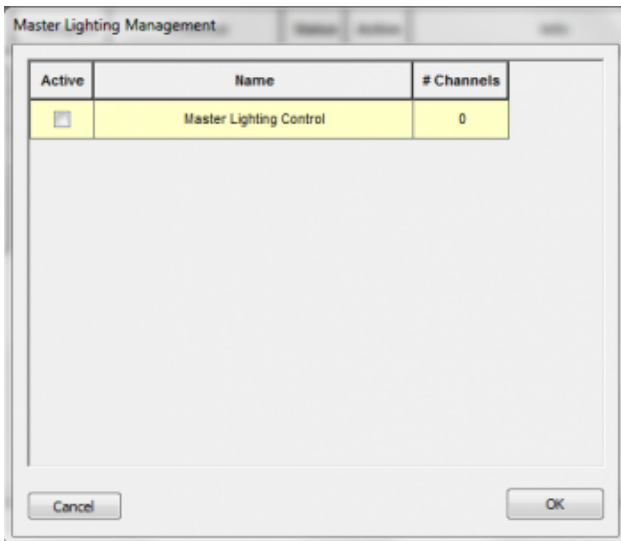 Master Lighting Management
Active Name # Channels
Master Lighting Control 0
Cancel OK